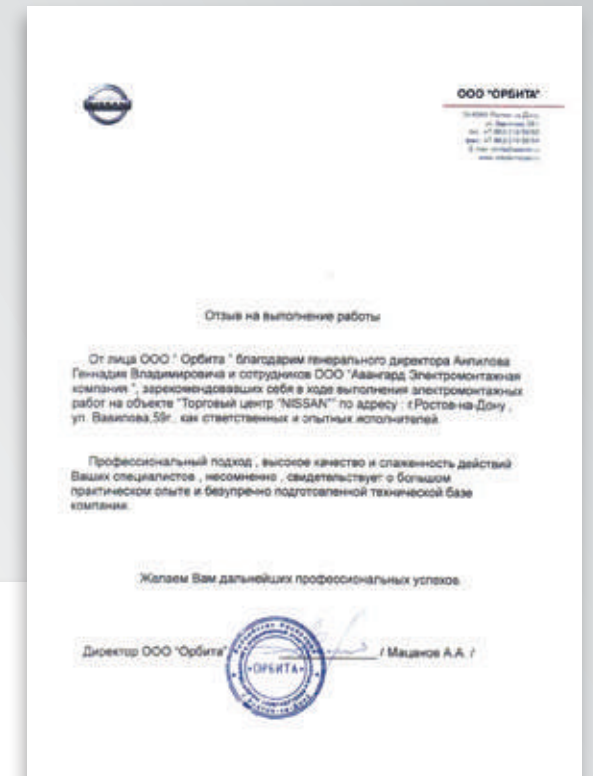 NISSAN
ООО "ОРБИТА"
Отзыв на выполнение работы
От лица ООО " Орбита " благодарим генерального директора Анпилова
Геннадия Владимировича и сотрудников ООО "Авангард Электромонтажная
компания ", зарекомендовавших себя в ходе выполнения электромонтажных
работ на объекте "Торговый центр "NISSAN"" по адресу : г.Ростов-на-Дону ,
ул. Вавилова,59г., как ответственных и опытных исполнителей.
Профессиональный подход , высокое качество и слаженность действий
Ваших специалистов , несомненно , свидетельствует о большом
практическом опыте и безупречно подготовленной технической базе
компании.
Желаем Вам дальнейших профессиональных успехов
Директор ООО "Орбита" / Мацанов А.А. /
"ОРБИТА"